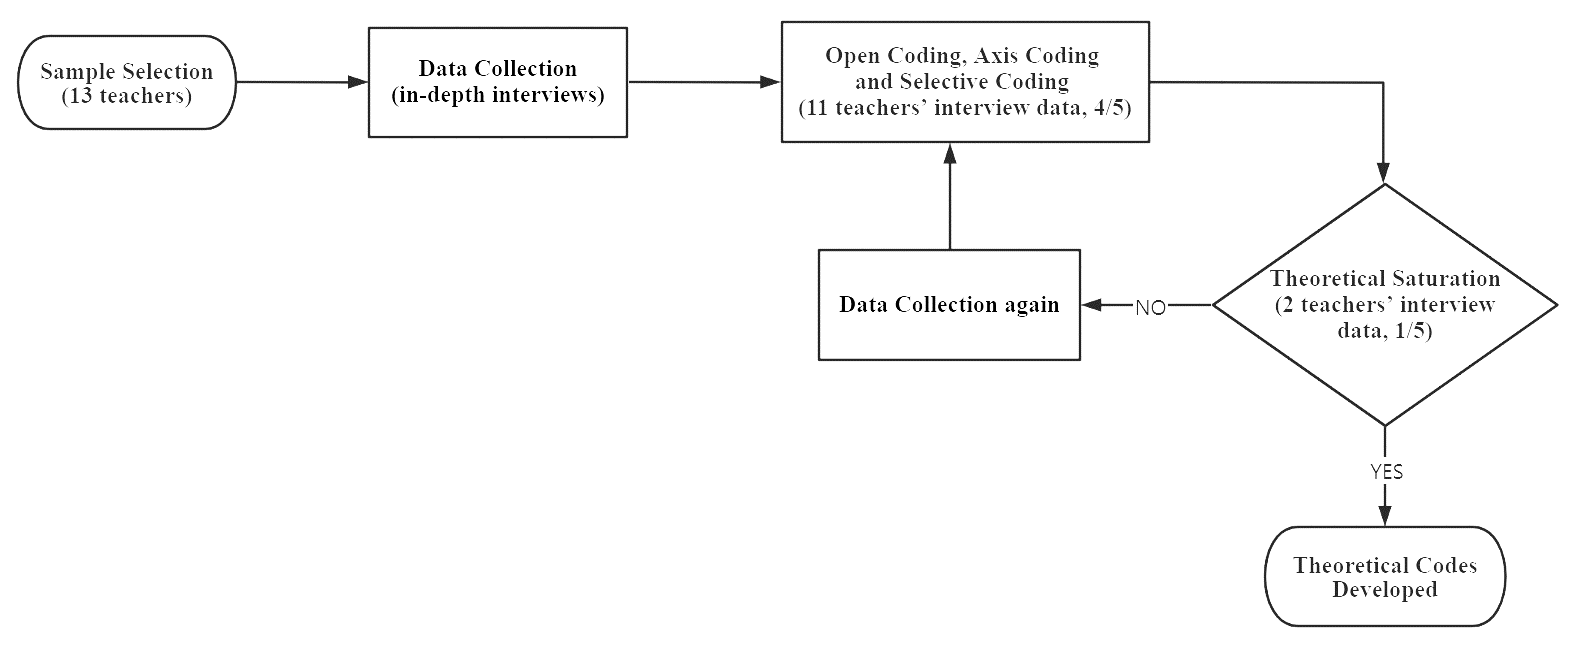 Sample Selection
(13 teachers)
Data Collection
(in-depth interviews)
Open Coding, Axis Coding
and Selective Coding
(11 teachers’ interview data, 4/5)
Theoretical Saturation
(2 teachers’ interview
data, 1/5)
NO
Data Collection again
YES
Theoretical Codes
Developed